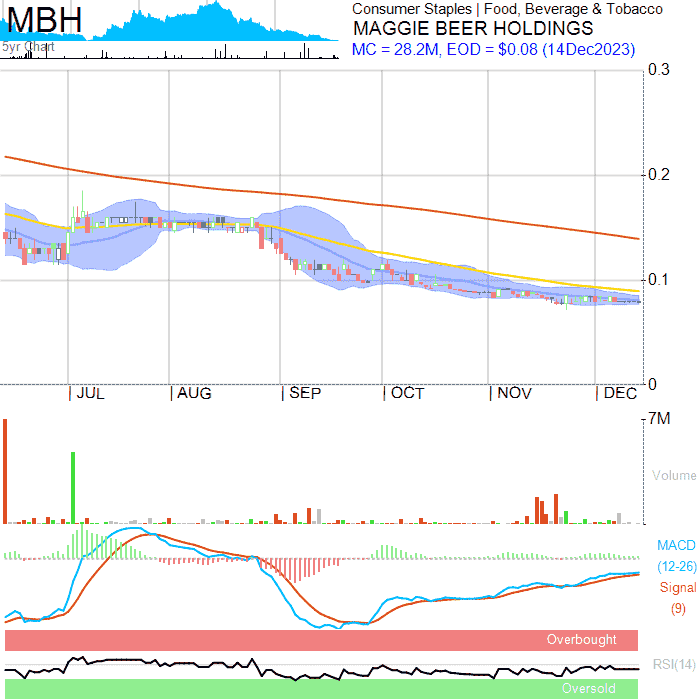 MBH
5yr Chart
Consumer Staples | Food, Beverage & Tobacco
MAGGIE BEER HOLDINGS
MC = 28.2M, EOD = $0.08 (14Dec2023)
0.3
0.2
0.1
0
| JUL | AUG | SEP | OCT | NOV | DEC
7M
Volume
MACD
(12-26)
Signal
(9)
Overbought
RSI(14)
Oversold